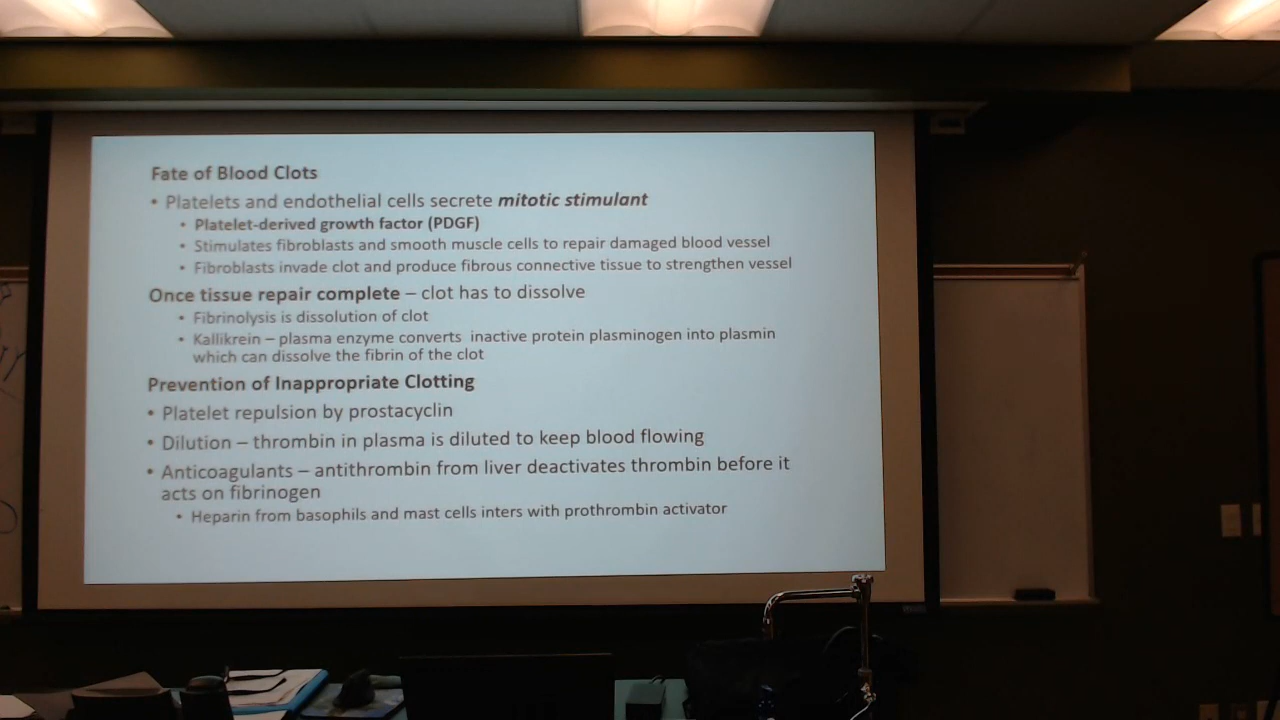 Fate of Blood Clots
• Platelets and endothelial cells secrete mitotic stimulant
• Platelet-derived growth factor (PDGF)
• Stimulates fibroblasts and smooth muscle cells to repair damaged blood vessel
• Fibroblasts invade clot and produce fibrous connective tissue to strengthen vessel
Once tissue repair complete – clot has to dissolve
• Fibrinolysis is dissolution of clot
• Kallikrein – plasma enzyme converts inactive protein plasminogen into plasmin
which can dissolve the fibrin of the clot
Prevention of Inappropriate Clotting
• Platelet repulsion by prostacyclin
• Dilution – thrombin in plasma is diluted to keep blood flowing
• Anticoagulants – antithrombin from liver deactivates thrombin before it
acts on fibrinogen
• Heparin from basophils and mast cells inters with prothrombin activator